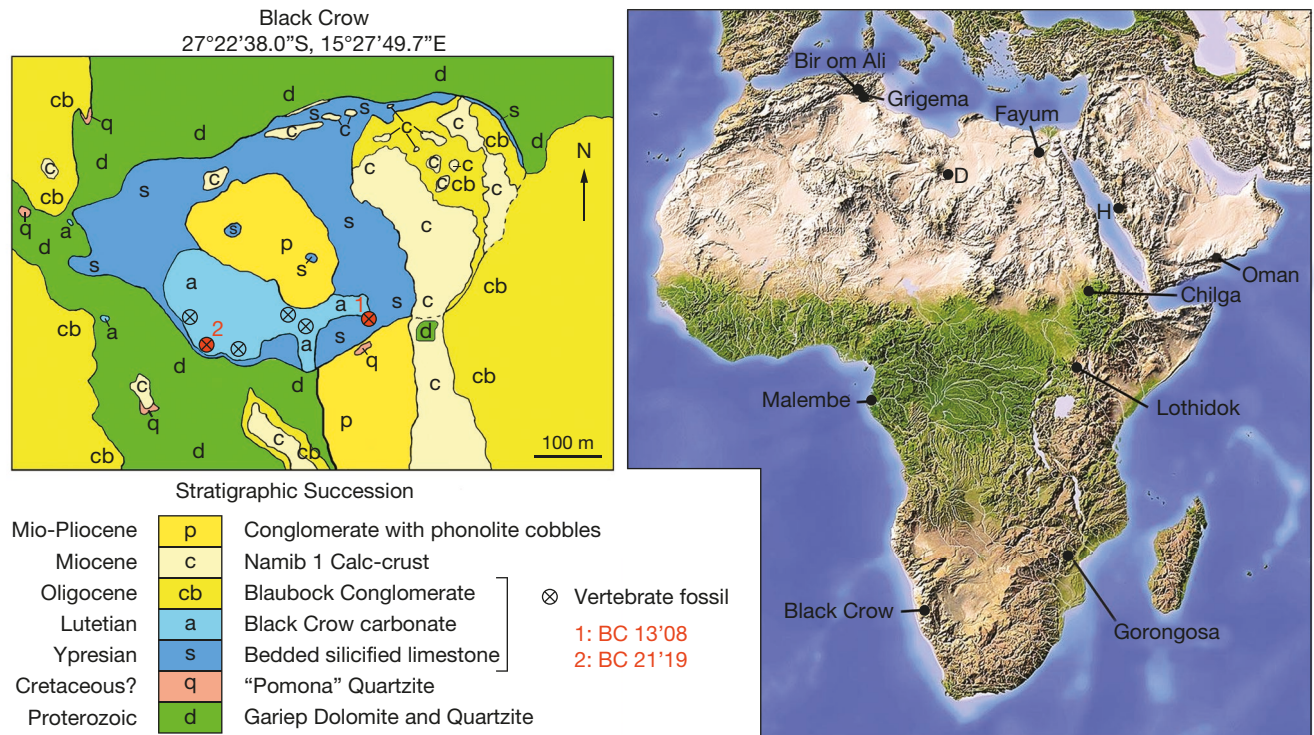 Black Crow
27°22’38.0”S, 15°27’49.7”E
d
cb
q
d
s
c
s
c
c
s
cb
d
N
c
d
c
c
c
cb
c
cb
s
c
s
q
a
d
s
s
p
s
c
cb
a
a
1
s
c
2
a
s
d
cb
a
d
q
d
c
q
p
c
cb
cb
d
c
cb
100 m
Stratigraphic Succession
Mio-Pliocene p Conglomerate with phonolite cobbles
Miocene c Namib 1 Calc-crust
Oligocene cb Blaubock Conglomerate
Lutetian a Black Crow carbonate
Ypresian s Bedded silicified limestone
Cretaceous? q “Pomona” Quartzite
Proterozoic d Gariep Dolomite and Quartzite
Vertebrate fossil
1: BC 13’08
2: BC 21’19
Bir om Ali
Grigema
Fayum
D
H
Oman
Chilga
Malembe
Lothidok
Black Crow
Gorongosa